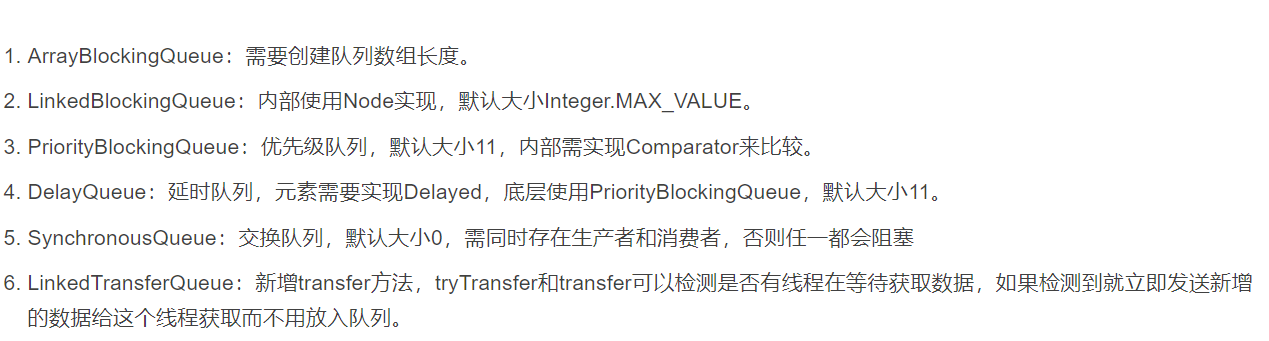 1. ArrayBlockingQueue：需要创建队列数组长度。
2. LinkedBlockingQueue：内部使用Node实现，默认大小Integer.MAX_VALUE。
3. PriorityBlockingQueue：优先级队列，默认大小11，内部需实现Comparator来比较。
4. DelayQueue：延时队列，元素需要实现Delayed，底层使用PriorityBlockingQueue，默认大小11。
5. SynchronousQueue：交换队列，默认大小0，需同时存在生产者和消费者，否则任一都会阻塞
6. LinkedTransferQueue：新增transfer方法，tryTransfer和transfer可以检测是否有线程在等待获取数据，如果检测到就立即发送新增
的数据给这个线程获取而不用放入队列。